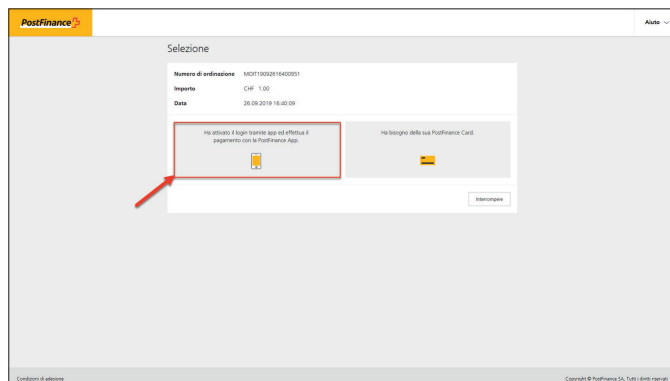 PostFinance
Aiuto
Selezione
Numero di ordinazione MDIT19092616400951
Importo CHF 1.00
Data 26.09.2019 16:40:09
Ha attivato il login tramite app ed effettua il
pagamento con la PostFinance App.
Ha bisogno della sua PostFinance Card.
Interrompere
Condizioni di adesione
Copyright © PostFinance SA, Tutti i diritti riservati